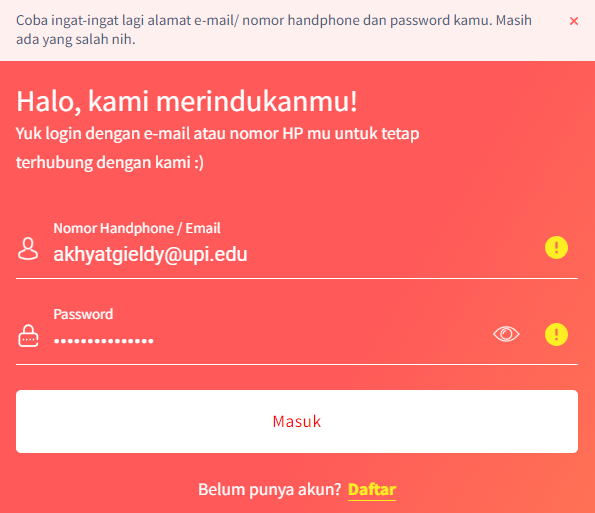 Coba ingat-ingat lagi alamat e-mail/ nomor handphone dan password kamu. Masih
ada yang salah nih.
Halo, kami merindukanmu!
Yuk login dengan e-mail atau nomor HP mu untuk tetap
terhubung dengan kami :)
Nomor Handphone / Email
akhyatgieldy@upi.edu
Password
Masuk
Belum punya akun? Daftar